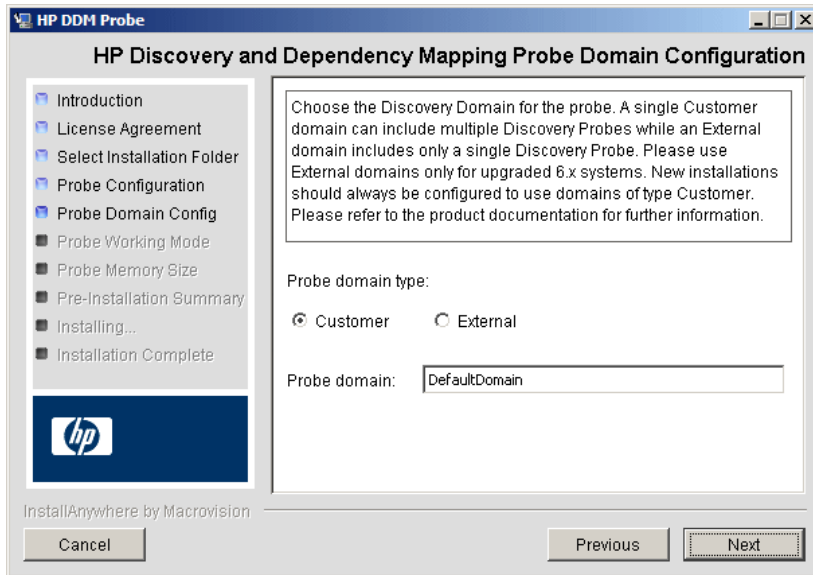 HP DDM Probe
HP Discovery and Dependency Mapping Probe Domain Configuration
Introduction
License Agreement
Select Installation Folder
Probe Configuration
Probe Domain Config
Probe Working Mode
Probe Memory Size
Pre-Installation Summary
Installing...
Installation Complete
hp
Choose the Discovery Domain for the probe. A single Customer
domain can include multiple Discovery Probes while an External
domain includes only a single Discovery Probe. Please use
External domains only for upgraded 6.x systems. New installations
should always be configured to use domains of type Customer.
Please refer to the product documentation for further information.
Probe domain type:
Customer External
Probe domain: DefaultDomain
InstallAnywhere by Macrovision
Cancel Previous Next